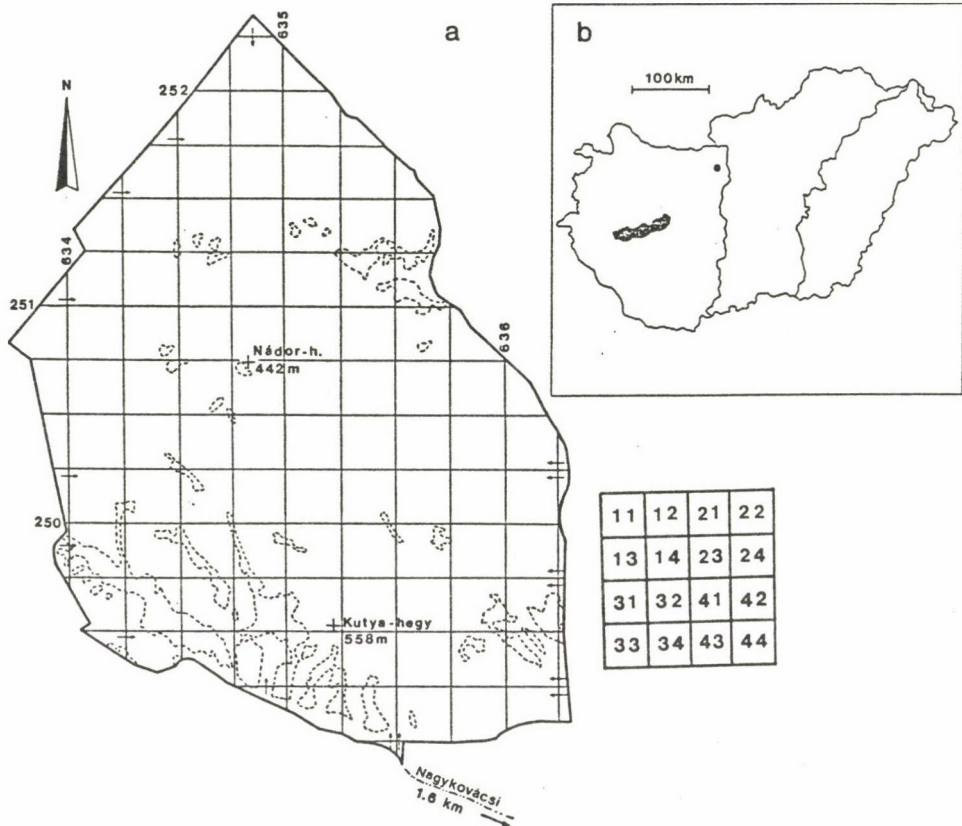 a
635
252
N
634
251
Nádor-h.
442m
636
250
Kutya-hegy
558m
Nagykovácsi
1.6 km
b
100km
11 12 21 22
13 14 23 24
31 32 41 42
33 34 43 44